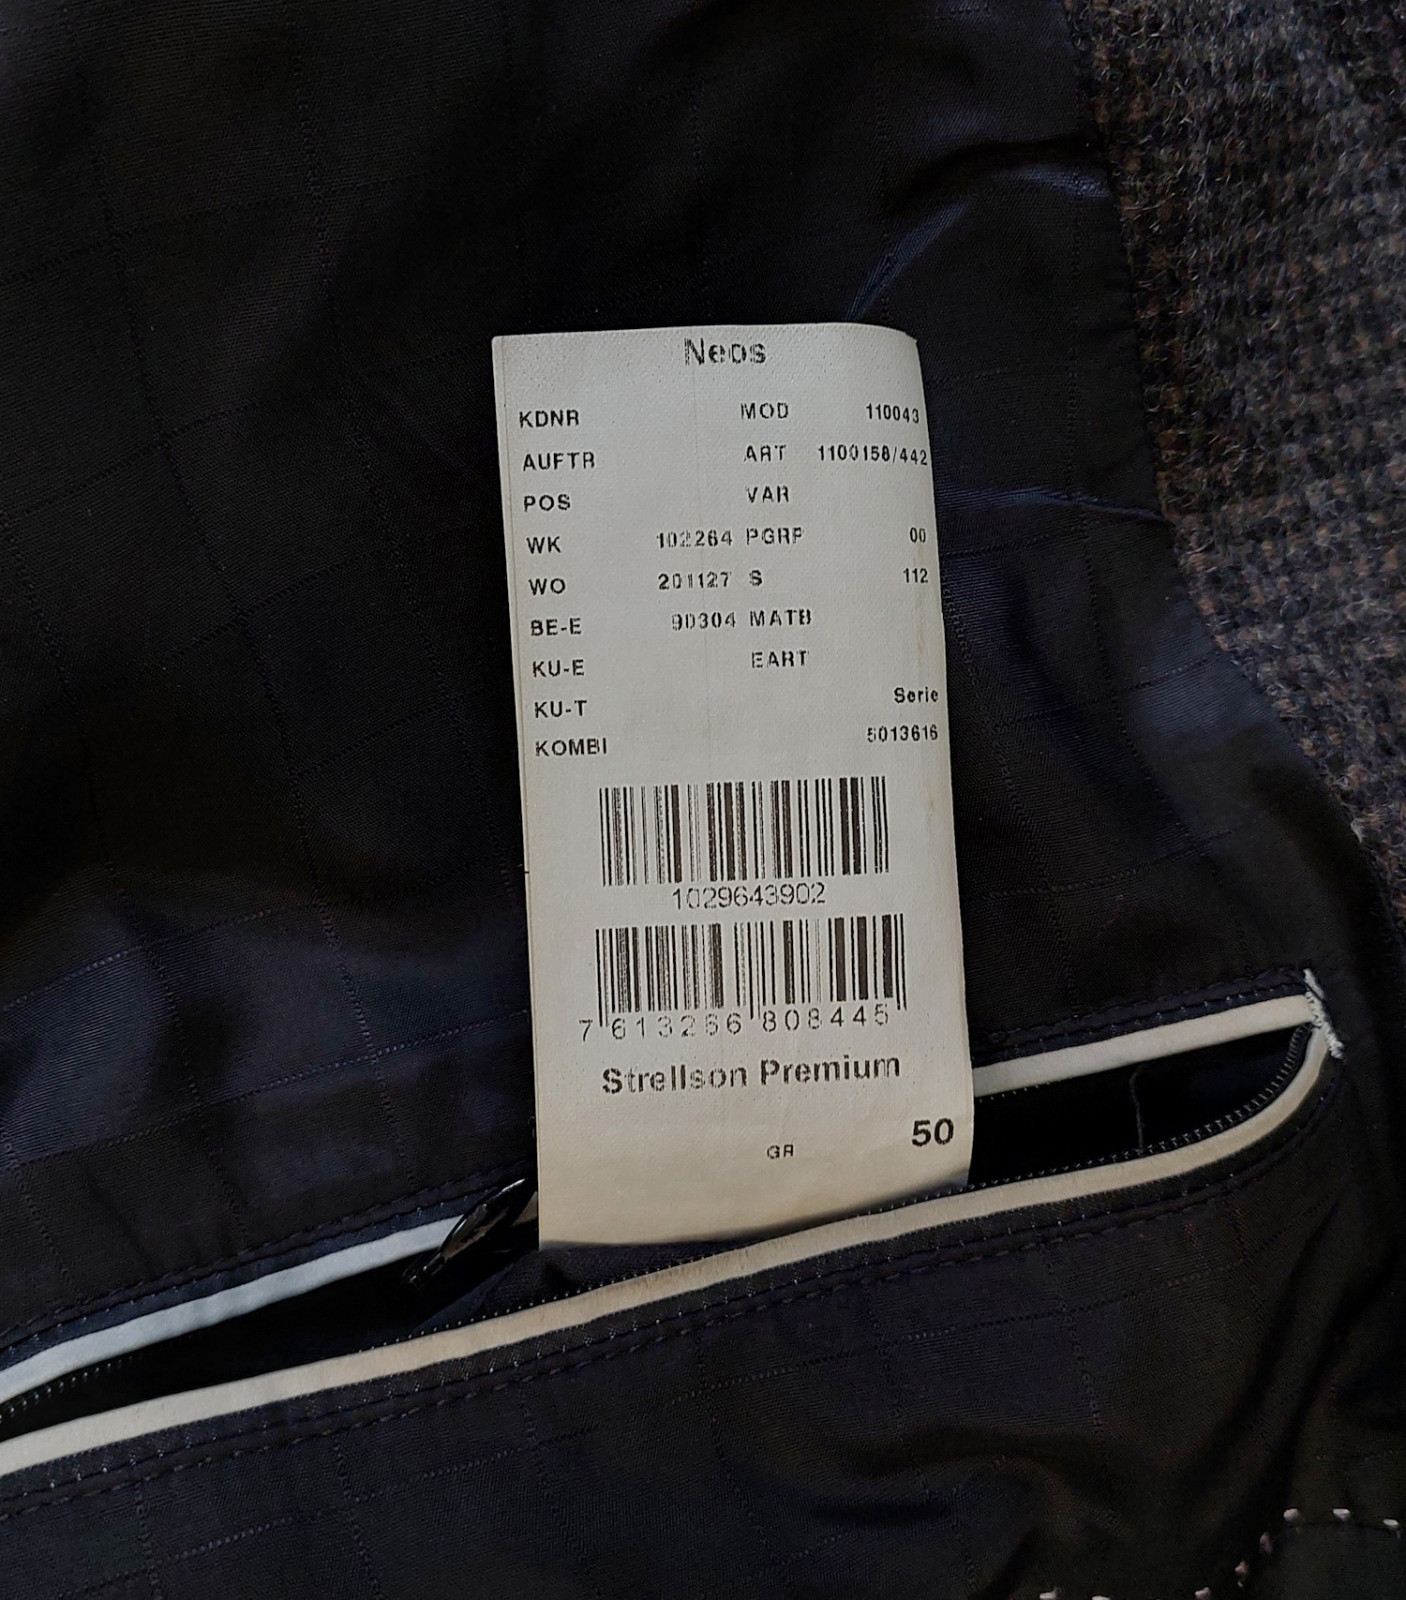 Neos
KDNR MOD 110043
AUFTR ART 1100158/442
POS VAR
WK 102264 PGRP 00
WO 201127 S 112
BE-E 90304 MATB
KU-E EART
KU-T Serie
KOMBI 5013616
1029643902
7 613266 808445
Strellson Premium
GR 50